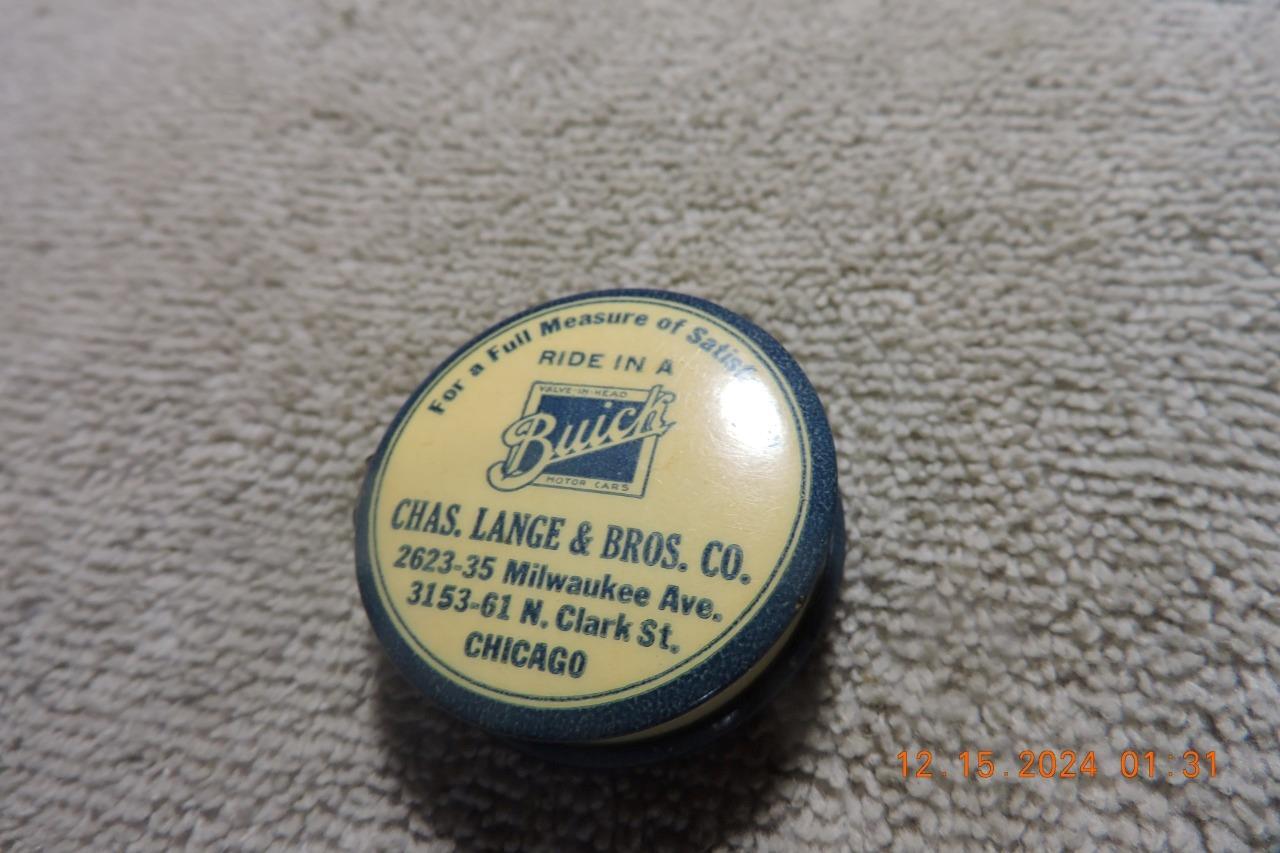 For a Full Measure of
RIDE IN A
VALVE-IN-HEAD
Buick
MOTOR CARS
CHAS. LANGE & BROS. CO.
2623-35 Milwaukee Ave.
3153-61 N. Clark St.
CHICAGO
12.15.2024 01:31